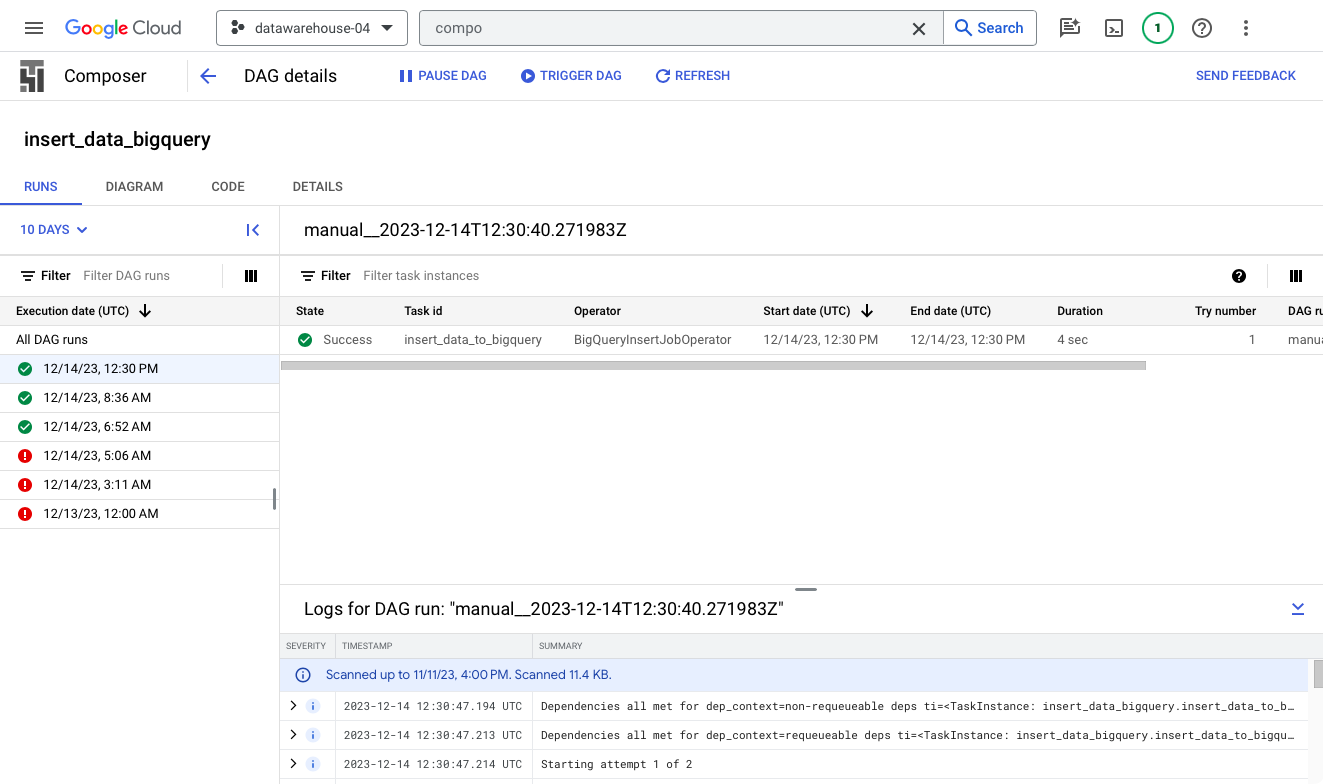 Google Cloud
datawarehouse-04
compo
Search
1
Composer
DAG details
PAUSE DAG
TRIGGER DAG
REFRESH
SEND FEEDBACK
insert_data_bigquery
RUNS
DIAGRAM
CODE
DETAILS
10 DAYS
manual__2023-12-14T12:30:40.271983Z
Filter Filter DAG runs
Filter Filter task instances
Execution date (UTC)
All DAG runs
12/14/23, 12:30 PM
12/14/23, 8:36 AM
12/14/23, 6:52 AM
12/14/23, 5:06 AM
12/14/23, 3:11 AM
12/13/23, 12:00 AM
State Task id Operator Start date (UTC) End date (UTC) Duration Try number DAG ru
Success insert_data_to_bigquery BigQueryInsertJobOperator 12/14/23, 12:30 PM 12/14/23, 12:30 PM 4 sec 1 manua
Logs for DAG run: "manual__2023-12-14T12:30:40.271983Z"
SEVERITY TIMESTAMP SUMMARY
Scanned up to 11/11/23, 4:00 PM. Scanned 11.4 KB.
2023-12-14 12:30:47.194 UTC Dependencies all met for dep_context=non-requeueable deps ti=<TaskInstance: insert_data_bigquery.insert_data_to_b…
2023-12-14 12:30:47.213 UTC Dependencies all met for dep_context=requeueable deps ti=<TaskInstance: insert_data_bigquery.insert_data_to_bigqu…
2023-12-14 12:30:47.214 UTC Starting attempt 1 of 2